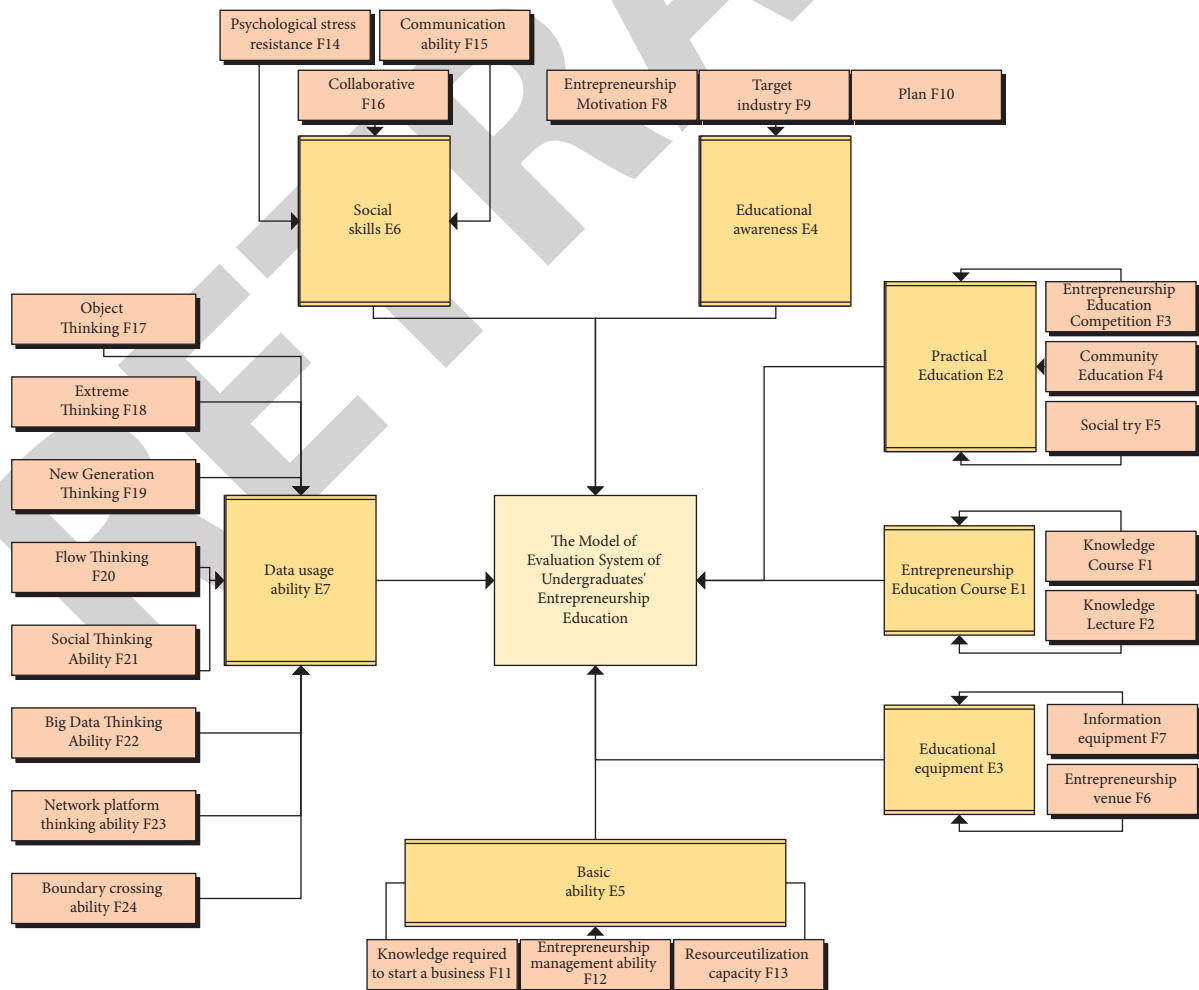 Psychological stress
resistance F14
Communication
ability F15
Collaborative
F16
Entrepreneurship
Motivation F8
Target
industry F9
Plan F10
Social
skills E6
Educational
awareness E4
Object
Thinking F17
Extreme
Thinking F18
New Generation
Thinking F19
Flow Thinking
F20
Social Thinking
Ability F21
Big Data Thinking
Ability F22
Network platform
thinking ability F23
Boundary crossing
ability F24
Data usage
ability E7
The Model of
Evaluation System of
Undergraduates'
Entrepreneurship
Education
Practical
Education E2
Entrepreneurship
Education
Competition F3
Community
Education F4
Social try F5
Entrepreneurship
Education Course E1
Knowledge
Course F1
Knowledge
Lecture F2
Educational
equipment E3
Information
equipment F7
Entrepreneurship
venue F6
Basic
ability E5
Knowledge required
to start a business F11
Entrepreneurship
management ability
F12
Resourceutilization
capacity F13
RETRA